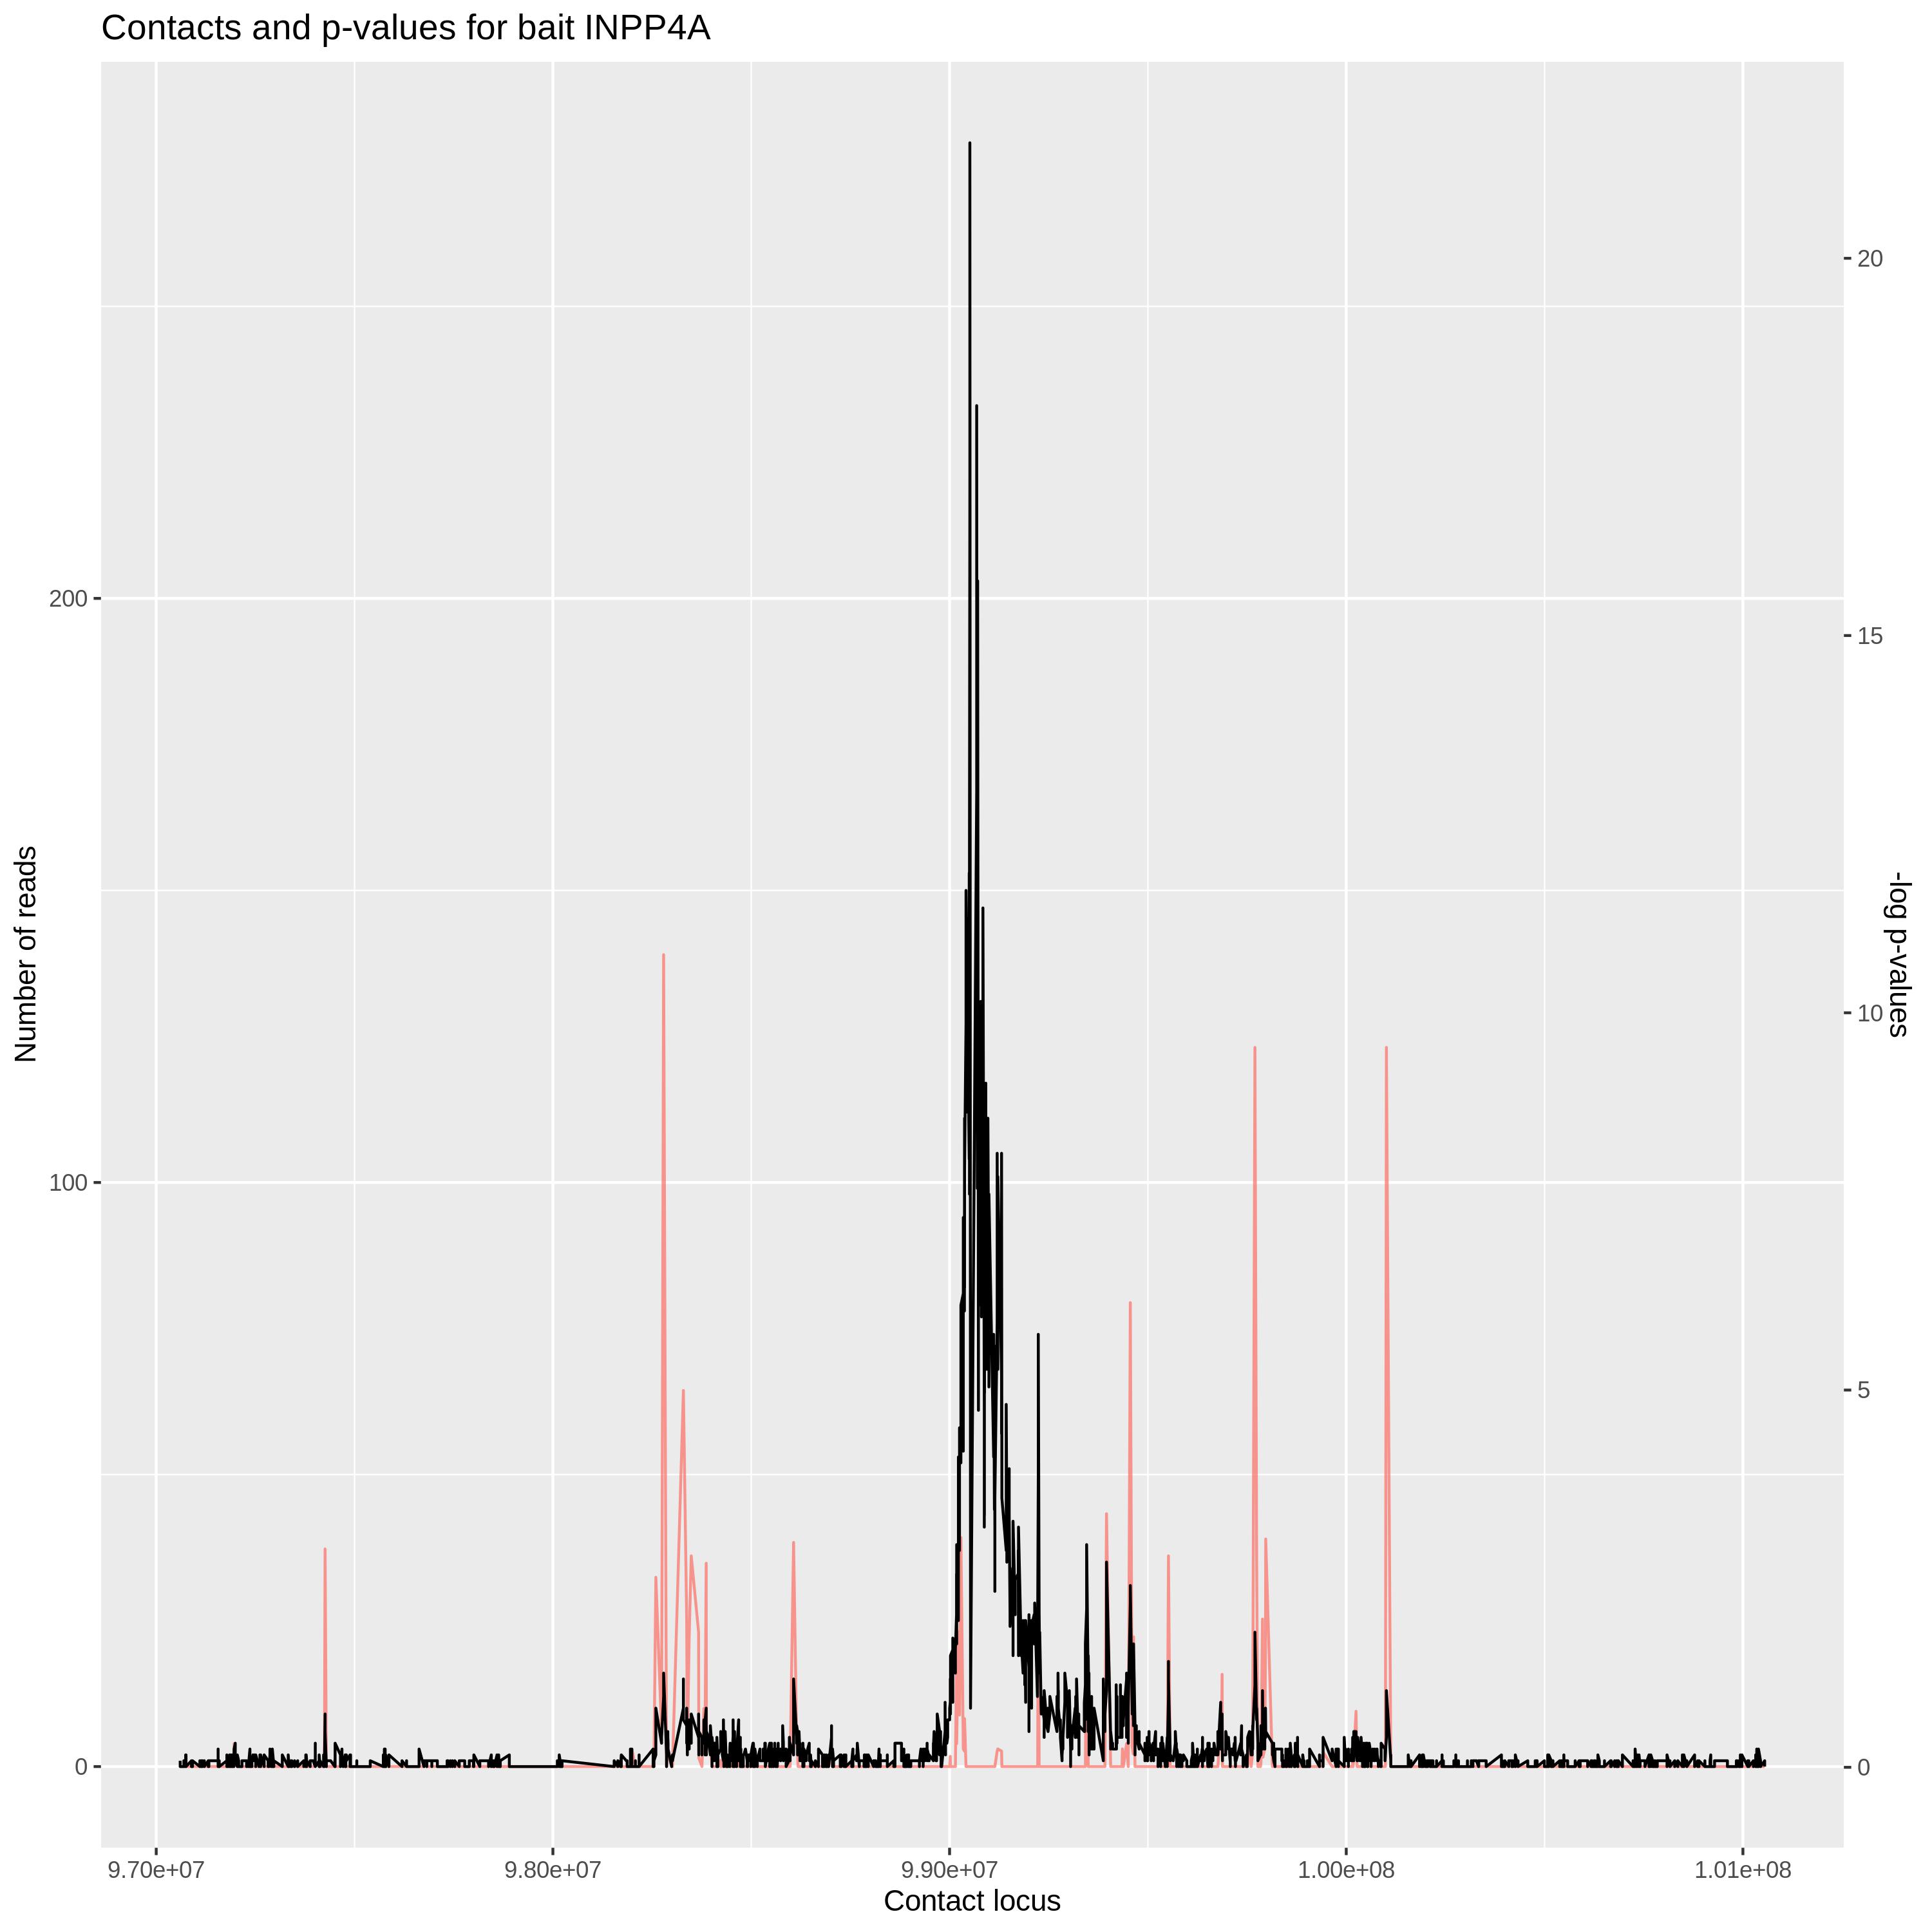 Contacts and p-values for bait INPP4A
Number of reads
200
100
0
20
15
10
5
0
-log p-values
9.70e+07
9.80e+07
9.90e+07
1.00e+08
1.01e+08
Contact locus